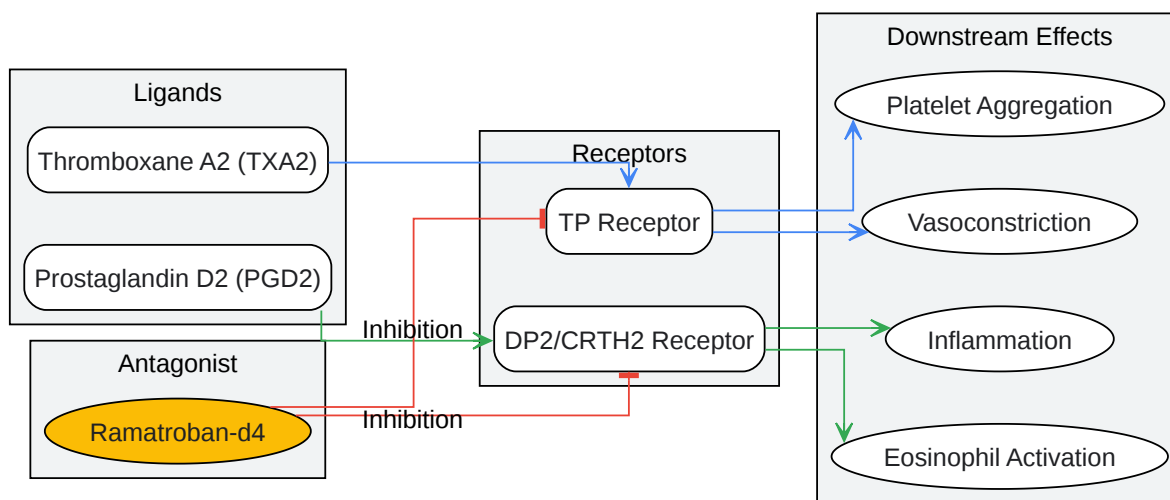 Ligands
Thromboxane A2 (TXA2)
Prostaglandin D2 (PGD2)
Antagonist
Ramatroban-d4
Inhibition
Inhibition
Receptors
TP Receptor
DP2/CRTH2 Receptor
Downstream Effects
Platelet Aggregation
Vasoconstriction
Inflammation
Eosinophil Activation